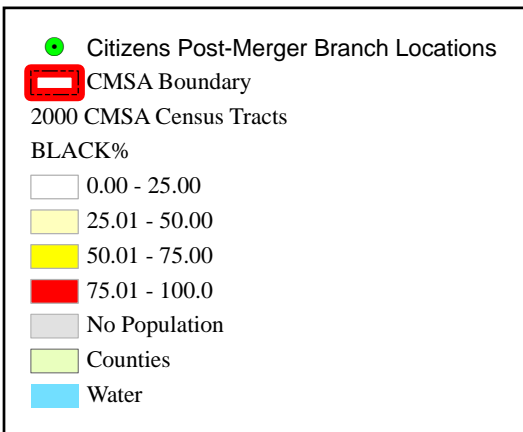 Citizens Post-Merger Branch Locations
CMSA Boundary
2000 CMSA Census Tracts
BLACK%
0.00 - 25.00
25.01 - 50.00
50.01 - 75.00
75.01 - 100.0
No Population
Counties
Water